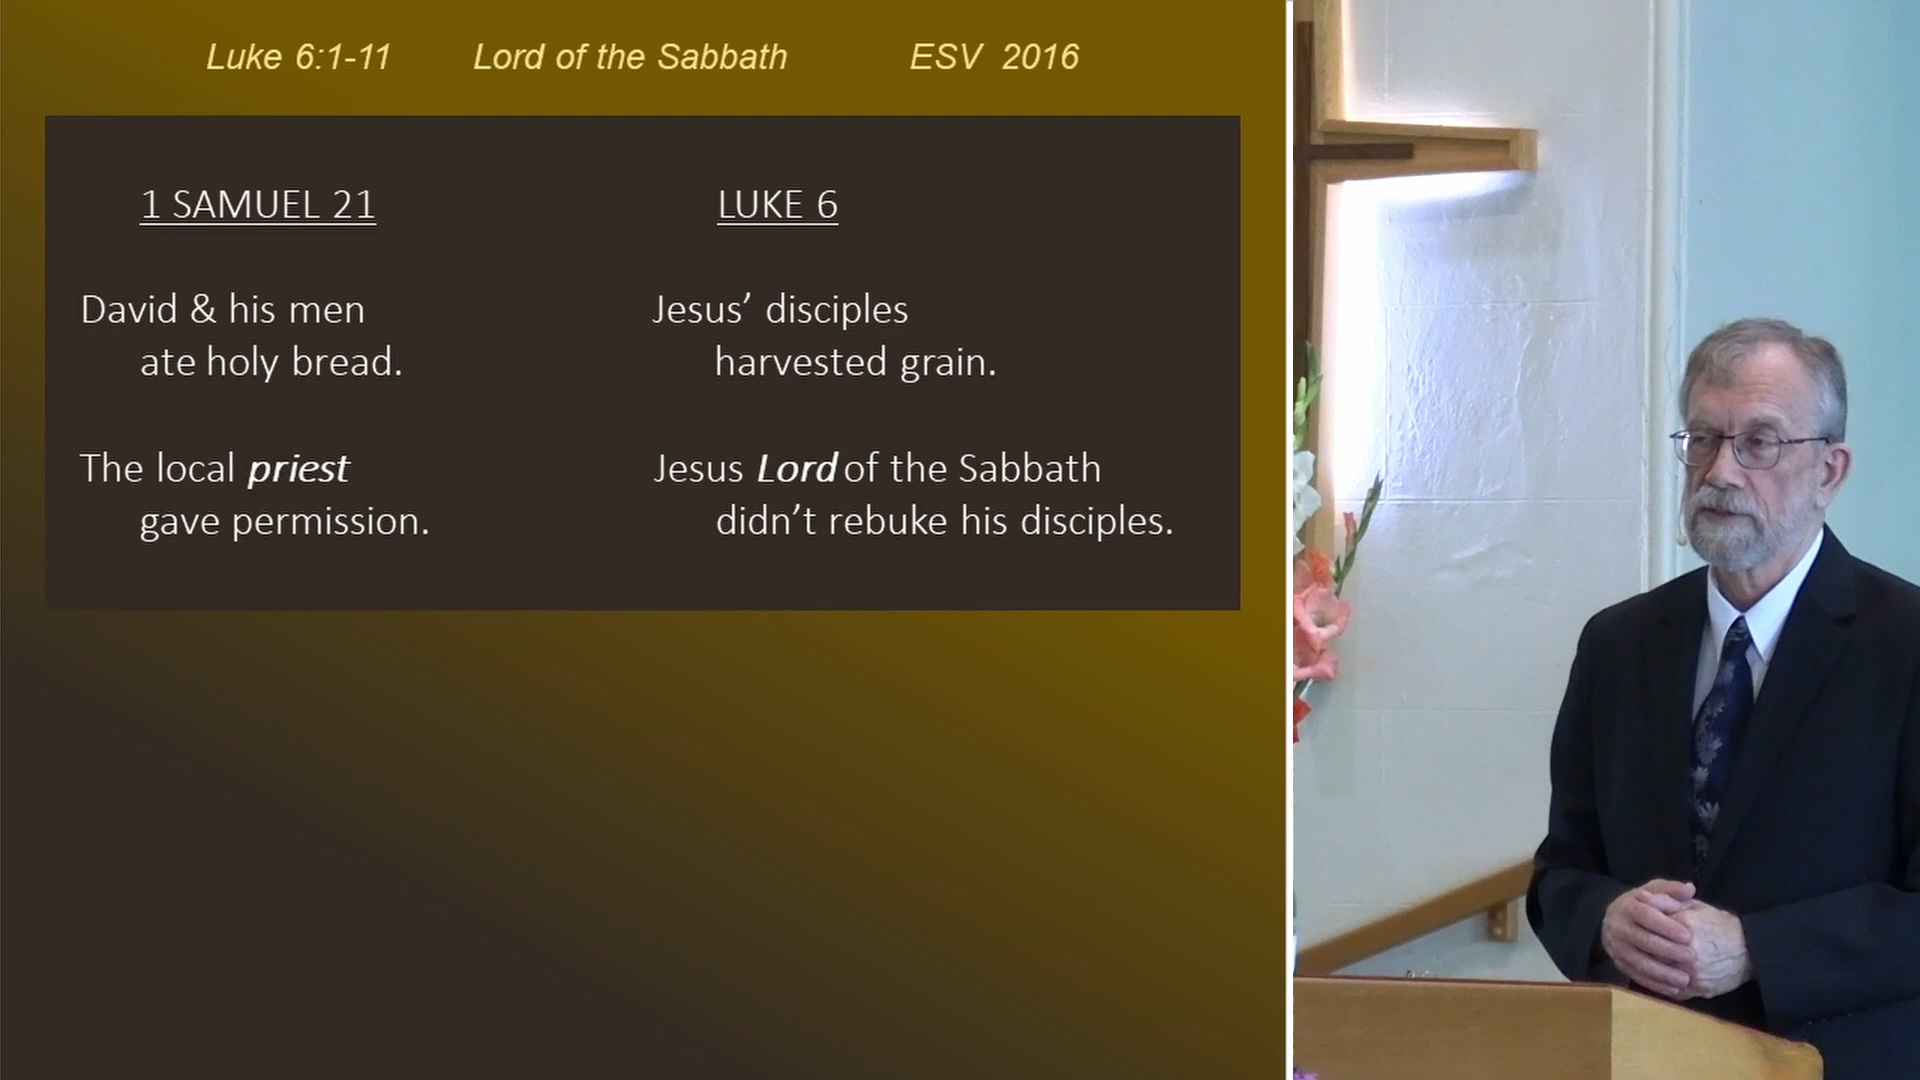 Luke 6:1-11 Lord of the Sabbath ESV 2016
1 SAMUEL 21
David & his men
ate holy bread.
The local priest
gave permission.
LUKE 6
Jesus’ disciples
harvested grain.
Jesus Lord of the Sabbath
didn’t rebuke his disciples.